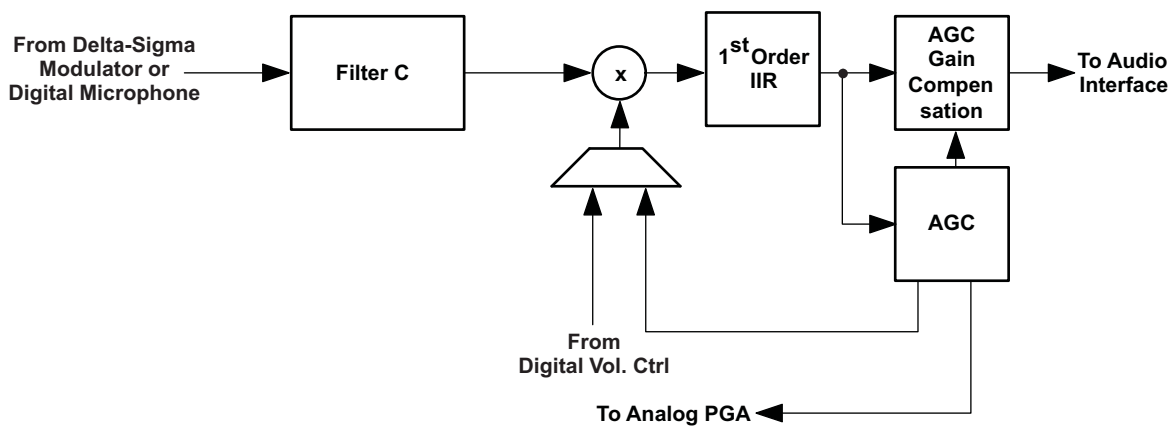 From Delta-Sigma
Modulator or
Digital Microphone
Filter C
x
1st Order
IIR
AGC
Gain
Compen
sation
To Audio
Interface
AGC
From
Digital Vol. Ctrl
To Analog PGA